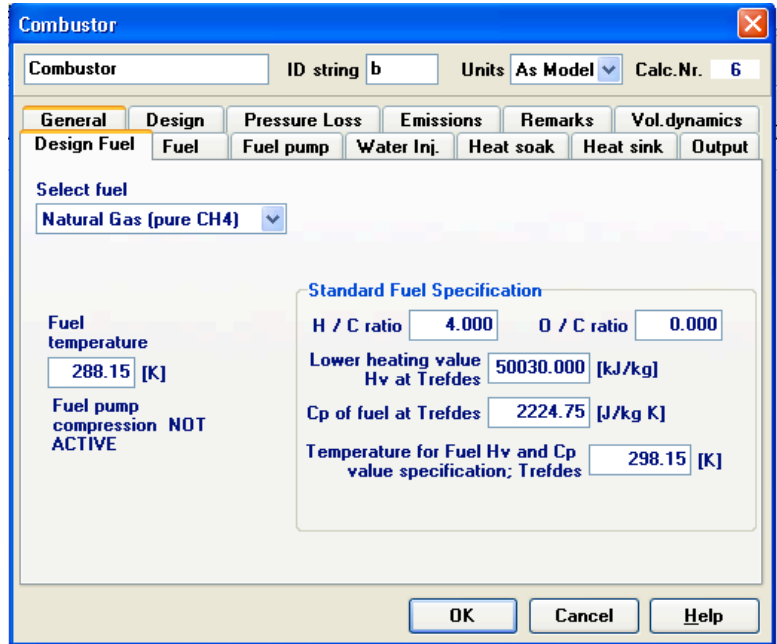 Combustor
Combustor ID string b Units As Model Calc.Nr. 6
General Design Pressure Loss Emissions Remarks Vol.dynamics
Design Fuel Fuel Fuel pump Water Inj. Heat soak Heat sink Output
Select fuel
Natural Gas (pure CH4)
Fuel
temperature
288.15 [K]
Fuel pump
compression NOT
ACTIVE
Standard Fuel Specification
H / C ratio 4.000 O / C ratio 0.000
Lower heating value
Hv at Trefdes 50030.000 [kJ/kg]
Cp of fuel at Trefdes 2224.75 [J/kg K]
Temperature for Fuel Hv and Cp
value specification; Trefdes 298.15 [K]
OK Cancel Help